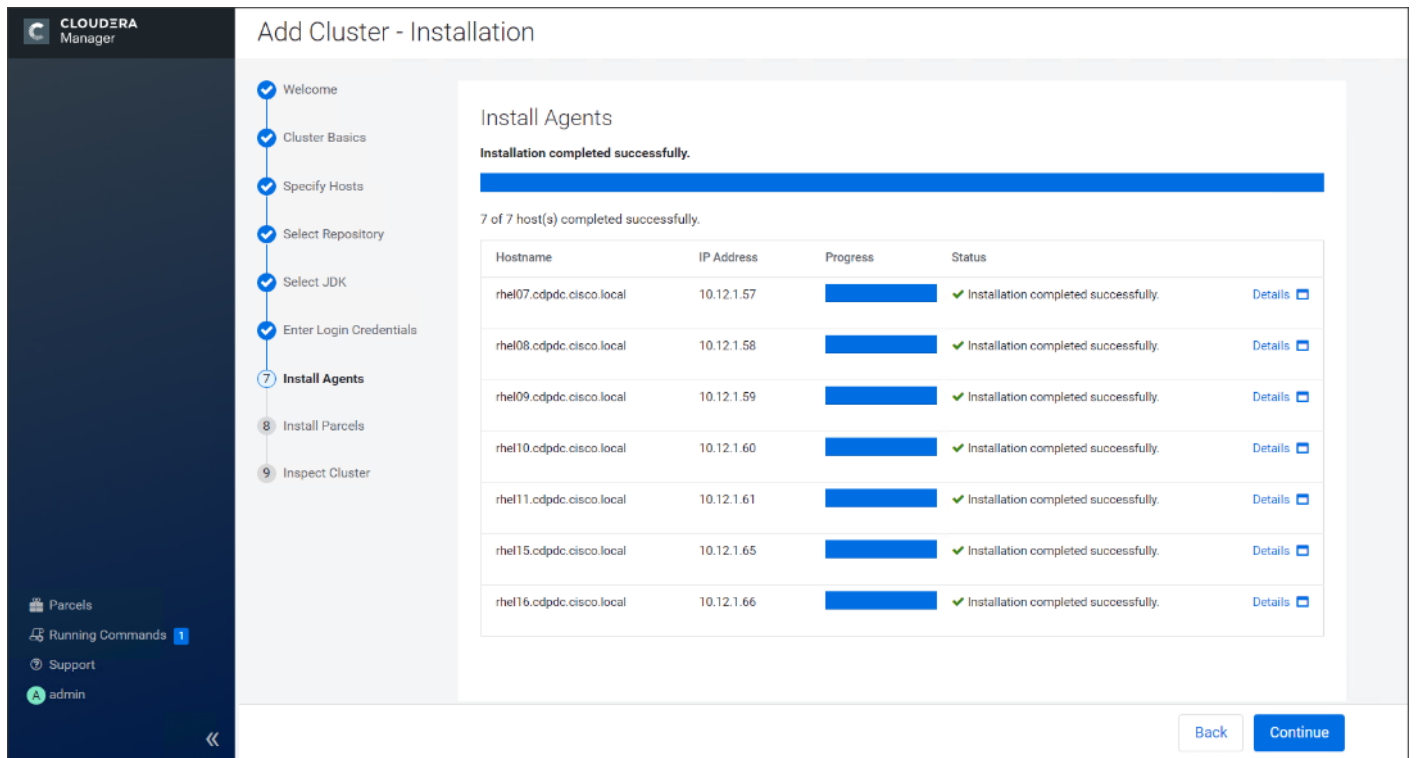 CLOUDERA
Manager
Add Cluster - Installation
Welcome
Cluster Basics
Specify Hosts
Select Repository
Select JDK
Enter Login Credentials
7 Install Agents
8 Install Parcels
9 Inspect Cluster
Parcels
Running Commands 1
Support
A admin
Install Agents
Installation completed successfully.
7 of 7 host(s) completed successfully.
Hostname IP Address Progress Status
rhel07.cdpdc.cisco.local 10.12.1.57 Installation completed successfully. Details
rhel08.cdpdc.cisco.local 10.12.1.58 Installation completed successfully. Details
rhel09.cdpdc.cisco.local 10.12.1.59 Installation completed successfully. Details
rhel10.cdpdc.cisco.local 10.12.1.60 Installation completed successfully. Details
rhel11.cdpdc.cisco.local 10.12.1.61 Installation completed successfully. Details
rhel15.cdpdc.cisco.local 10.12.1.65 Installation completed successfully. Details
rhel16.cdpdc.cisco.local 10.12.1.66 Installation completed successfully. Details
Back Continue